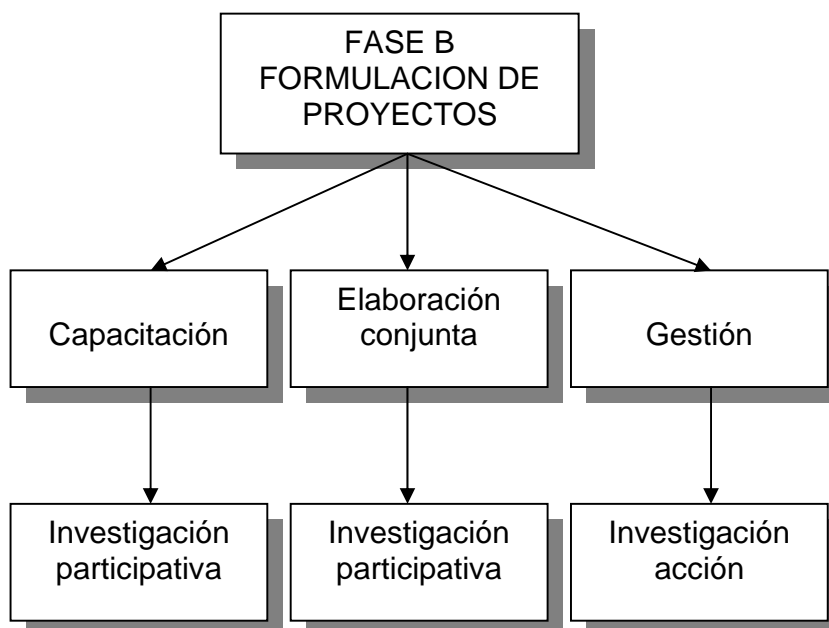 FASE B
FORMULACION DE
PROYECTOS
Capacitación
Elaboración
conjunta
Gestión
Investigación
participativa
Investigación
participativa
Investigación
acción